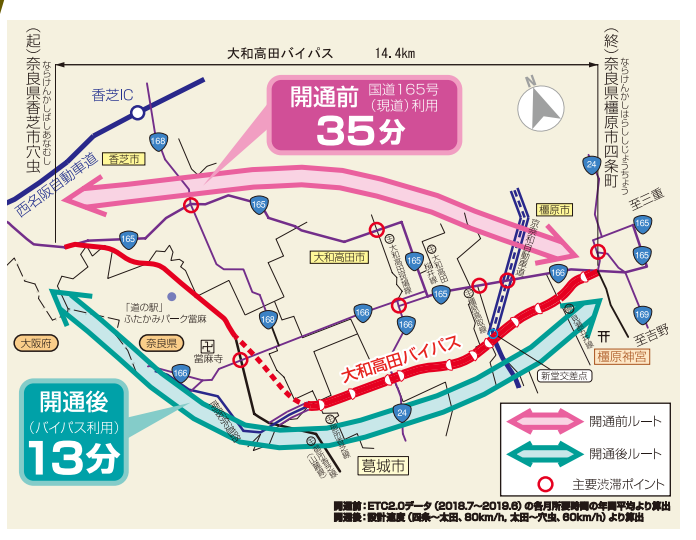 (起)奈良県香芝市穴虫
ならけんかしばしあなむし
大和高田バイパス 14.4km
(終)奈良県橿原市四条町
ならけんかしはらししじょうちょう
香芝IC
開通前 国道165号(現道)利用
35分
N
168
香芝市
24
西名阪自動車道
至三重
165
165
橿原市
165
165
京奈和自動車道
大和高田市
165
165
166
「道の駅」
ふたかみパーク當麻
168
166
165
169
至吉野
大阪府
奈良県
當麻寺
166
大和高田バイパス
橿原神宮
166
新堂交差点
開通後
(バイパス利用)
13分
24
葛城市
開通前ルート
開通後ルート
主要渋滞ポイント
開通前：ETC2.0データ（2018.7～2019.6）の各月所要時間の年間平均より算出
開通後：設計速度（四条～太田、80km/h，太田～穴虫、60km/h）より算出